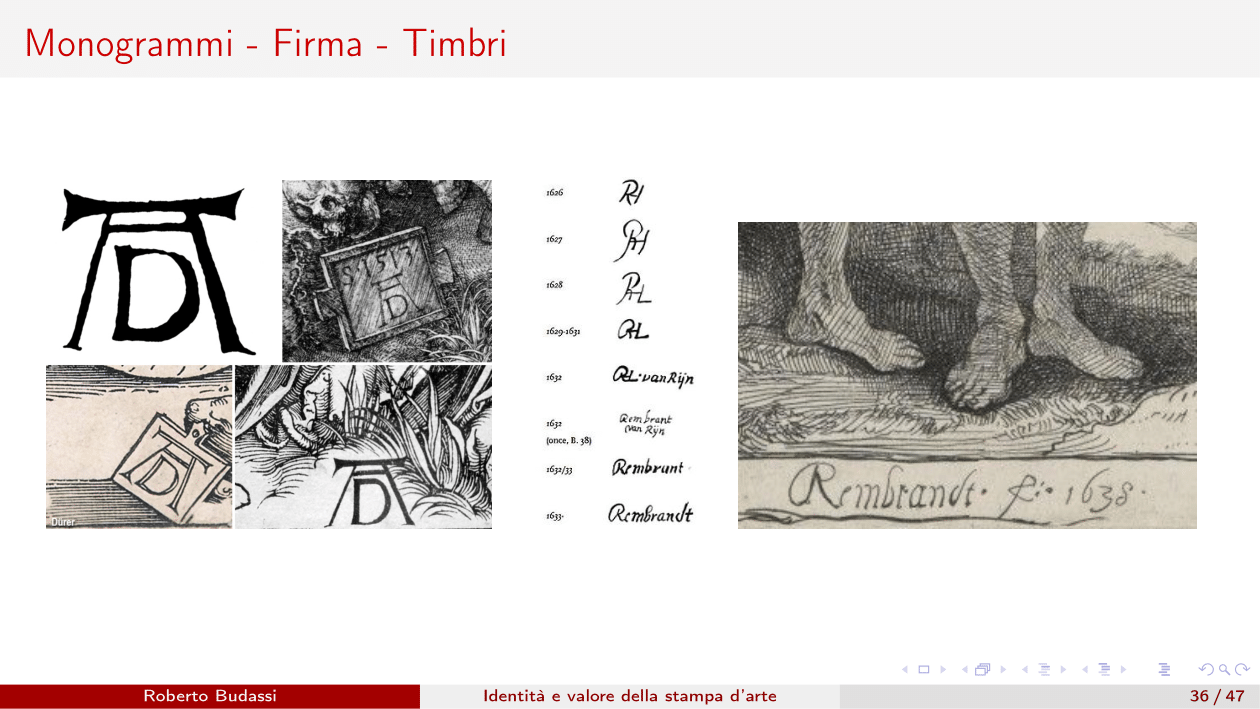 Monogrammi - Firma - Timbri
AD
S 1513
AD
AD
Dürer
AD
1626 RH
1627 RH
1628 RHL
1629-1631 RHL
1632 RHL·vanRijn
1632 Rembrant
(once, B. 38) van Rijn
1632/33 Rembrant
1633- Rembrandt
Rembrandt· f:· 1638·
Roberto Budassi
Identità e valore della stampa d'arte
36 / 47